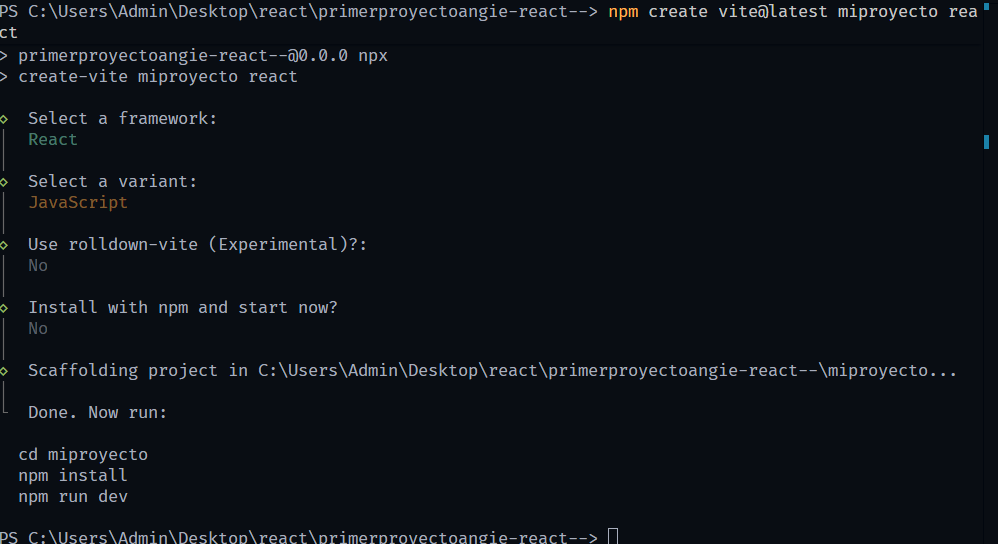 PS C:\Users\Admin\Desktop\react\primerproyectoangie-react--> npm create vite@latest miproyecto rea
ct
> primerproyectoangie-react--@0.0.0 npx
> create-vite miproyecto react
Select a framework:
React
Select a variant:
JavaScript
Use rolldown-vite (Experimental)?:
No
Install with npm and start now?
No
Scaffolding project in C:\Users\Admin\Desktop\react\primerproyectoangie-react--\miproyecto...
Done. Now run:
cd miproyecto
npm install
npm run dev
PS C:\Users\Admin\Desktop\react\primerproyectoangie-react-->